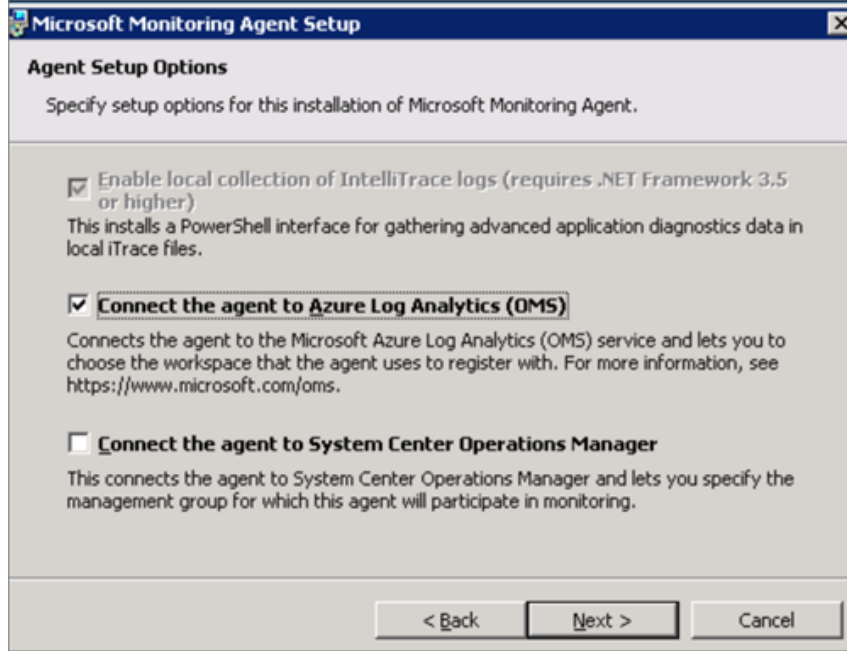 Microsoft Monitoring Agent Setup
Agent Setup Options
Specify setup options for this installation of Microsoft Monitoring Agent.
Enable local collection of IntelliTrace logs (requires .NET Framework 3.5
or higher)
This installs a PowerShell interface for gathering advanced application diagnostics data in
local iTrace files.
Connect the agent to Azure Log Analytics (OMS)
Connects the agent to the Microsoft Azure Log Analytics (OMS) service and lets you to
choose the workspace that the agent uses to register with. For more information, see
https://www.microsoft.com/oms.
Connect the agent to System Center Operations Manager
This connects the agent to System Center Operations Manager and lets you specify the
management group for which this agent will participate in monitoring.
< Back Next > Cancel